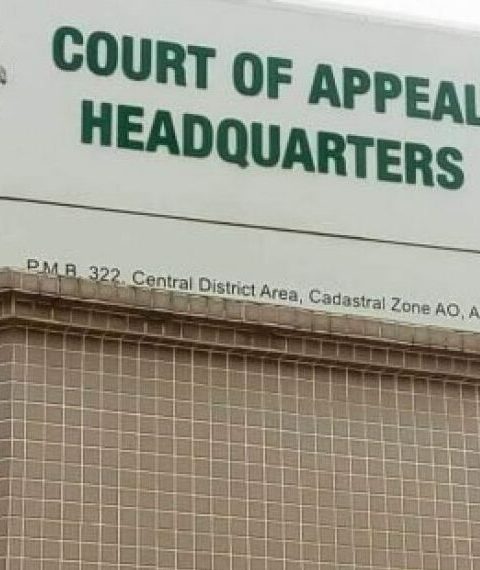 COURT OF APPEAL
HEADQUARTERS
P.M.B. 322, Central District Area, Cadastral Zone AO, A